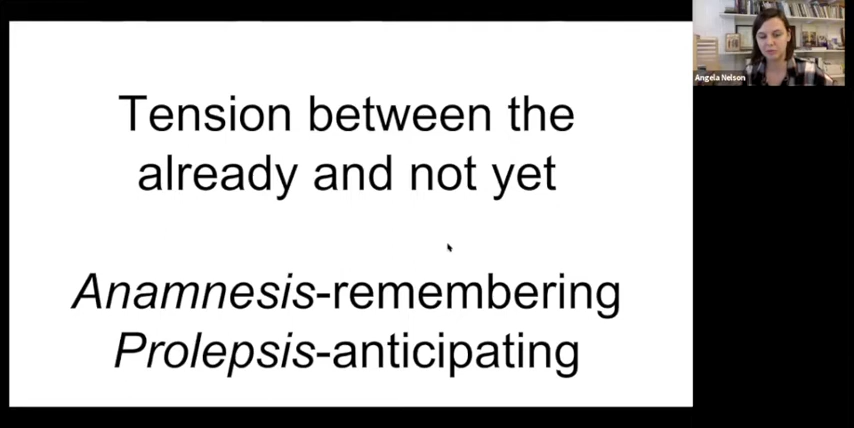 Tension between the
already and not yet
Anamnesis-remembering
Prolepsis-anticipating
Angela Nelson